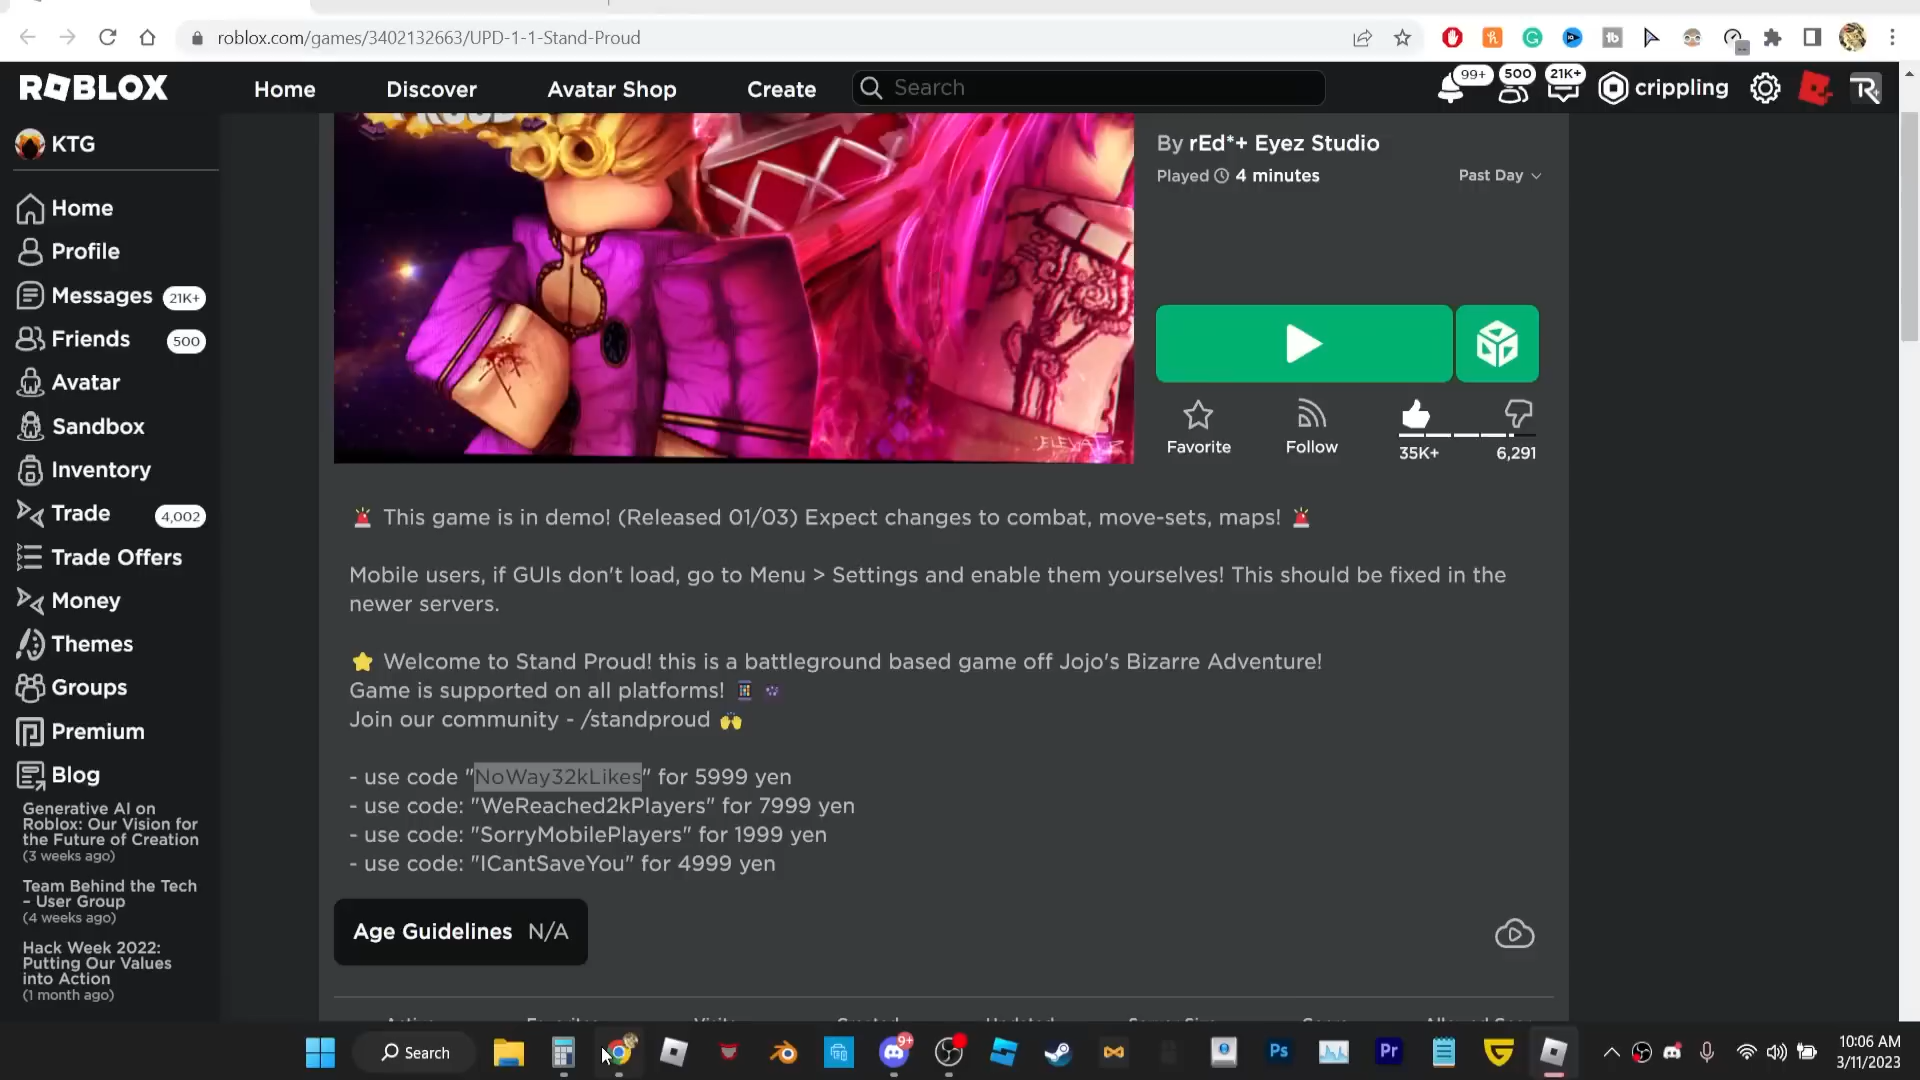 roblox.com/games/3402132663/UPD-1-1-Stand-Proud
ROBLOX
Home
Discover
Avatar Shop
Create
Search
99+
500
21K+
crippling
KTG
Home
Profile
Messages 21K+
Friends 500
Avatar
Sandbox
Inventory
Trade 4,002
Trade Offers
Money
Themes
Groups
Premium
Blog
Generative AI on
Roblox: Our Vision for
the Future of Creation
(3 weeks ago)
Team Behind the Tech
– User Group
(4 weeks ago)
Hack Week 2022:
Putting Our Values
into Action
(1 month ago)
By rEd*+ Eyez Studio
Played 4 minutes
Past Day
Favorite
Follow
35K+
6,291
🚨 This game is in demo! (Released 01/03) Expect changes to combat, move-sets, maps! 🚨
Mobile users, if GUIs don't load, go to Menu > Settings and enable them yourselves! This should be fixed in the
newer servers.
⭐ Welcome to Stand Proud! this is a battleground based game off Jojo's Bizarre Adventure!
Game is supported on all platforms!
Join our community - /standproud 🙌
- use code "NoWay32kLikes" for 5999 yen
- use code: "WeReached2kPlayers" for 7999 yen
- use code: "SorryMobilePlayers" for 1999 yen
- use code: "ICantSaveYou" for 4999 yen
Age Guidelines N/A
Search
9+
Ps
Pr
10:06 AM
3/11/2023